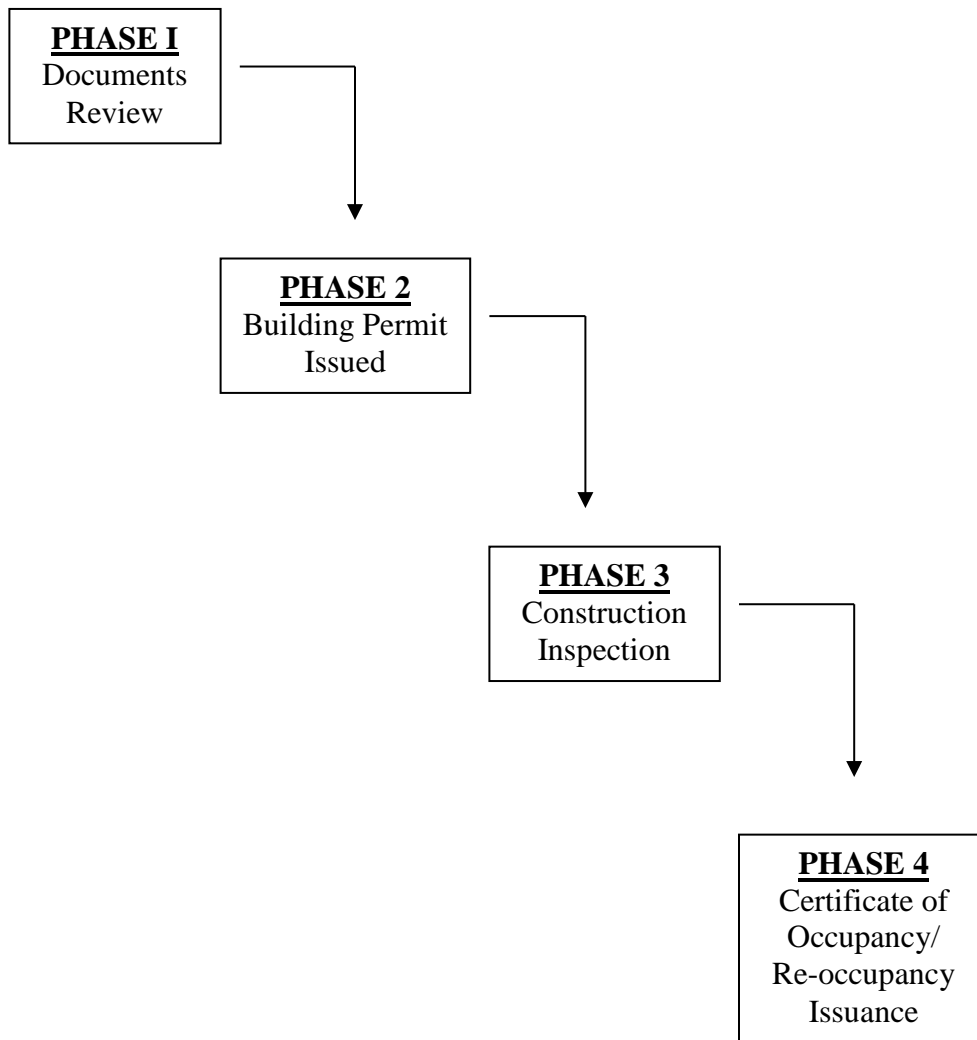 PHASE I
Documents
Review
PHASE 2
Building Permit
Issued
PHASE 3
Construction
Inspection
PHASE 4
Certificate of
Occupancy/
Re-occupancy
Issuance